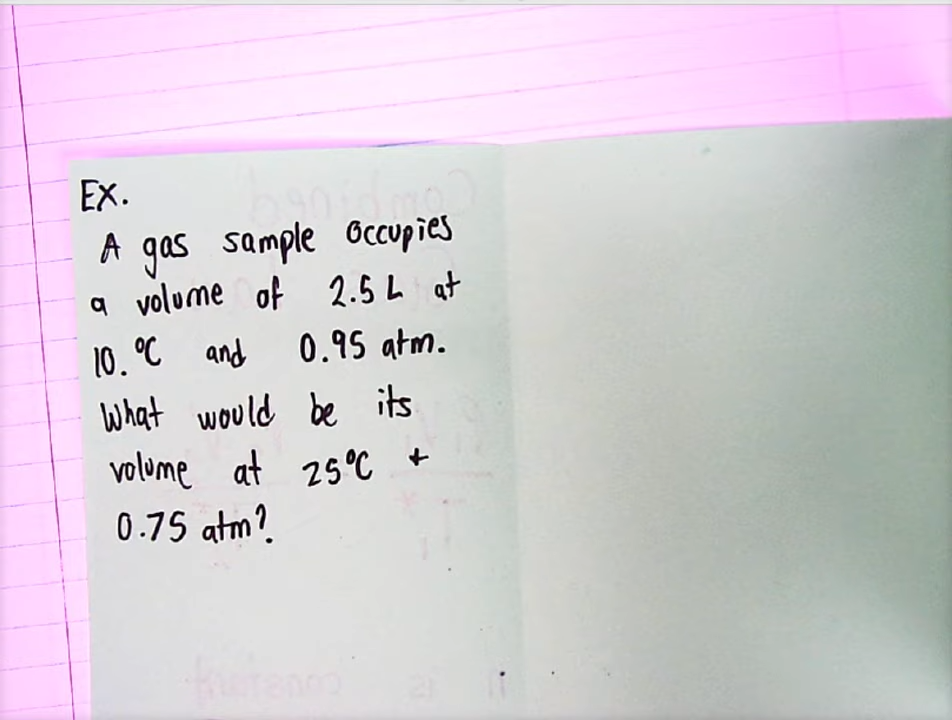 EX.
A gas sample occupies
a volume of 2.5 L at
10.°C and 0.95 atm.
What would be its
volume at 25°C +
0.75 atm?